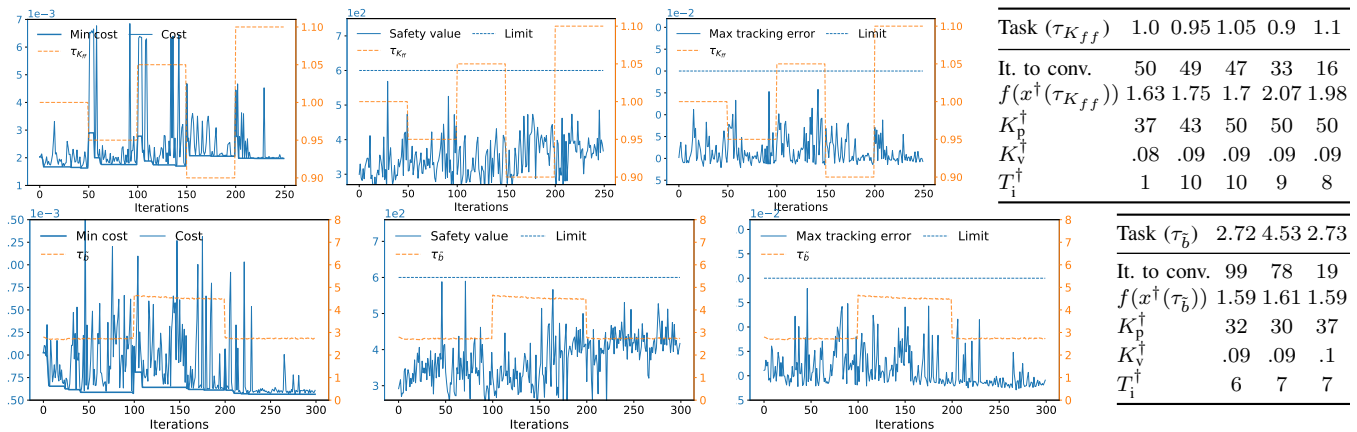 1e−3
Min cost
Cost
τKff
7
6
5
4
3
2
1
1.10
1.05
1.00
0.95
0.90
0 50 100 150 200 250
Iterations
1e2
Safety value
Limit
τKff
7
6
5
4
3
1.10
1.05
1.00
0.95
0.90
0 50 100 150 200 250
Iterations
1e−2
Max tracking error
Limit
τKff
0
0
0
0
5
1.10
1.05
1.00
0.95
0.90
0 50 100 150 200 250
Iterations
Task (τKff) 1.0 0.95 1.05 0.9 1.1
It. to conv. 50 49 47 33 16
f(x†(τKff)) 1.63 1.75 1.7 2.07 1.98
Kp† 37 43 50 50 50
Kv† .08 .09 .09 .09 .09
Ti† 1 10 10 9 8
1e−3
Min cost
Cost
τb̃
.50
.25
.00
.75
.50
.25
.00
.75
.50
8
7
6
5
4
3
2
1
0
0 50 100 150 200 250 300
Iterations
1e2
Safety value
Limit
τb̃
7
6
5
4
3
8
7
6
5
4
3
2
1
0
0 50 100 150 200 250 300
Iterations
1e−2
Max tracking error
Limit
τb̃
5
0
5
0
5
0
5
8
7
6
5
4
3
2
1
0
0 50 100 150 200 250 300
Iterations
Task (τb̃) 2.72 4.53 2.73
It. to conv. 99 78 19
f(x†(τb̃)) 1.59 1.61 1.59
Kp† 32 30 37
Kv† .09 .09 .1
Ti† 6 7 7